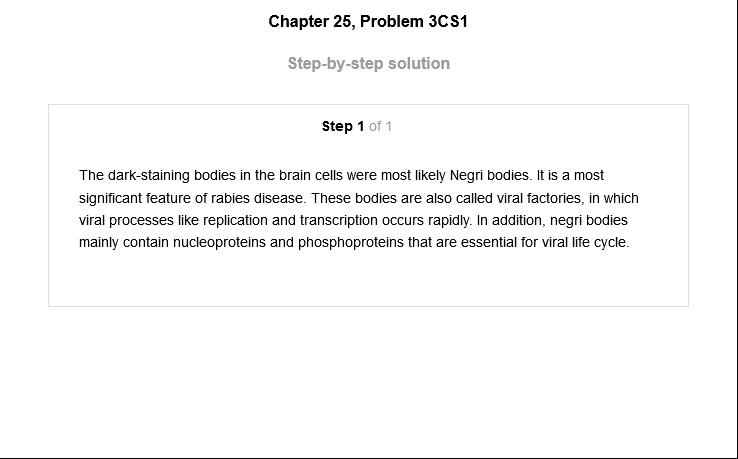 Chapter 25, Problem 3CS1
Step-by-step solution
Step 1 of 1
The dark-staining bodies in the brain cells were most likely Negri bodies. It is a most
significant feature of rabies disease. These bodies are also called viral factories, in which
viral processes like replication and transcription occurs rapidly. In addition, negri bodies
mainly contain nucleoproteins and phosphoproteins that are essential for viral life cycle.